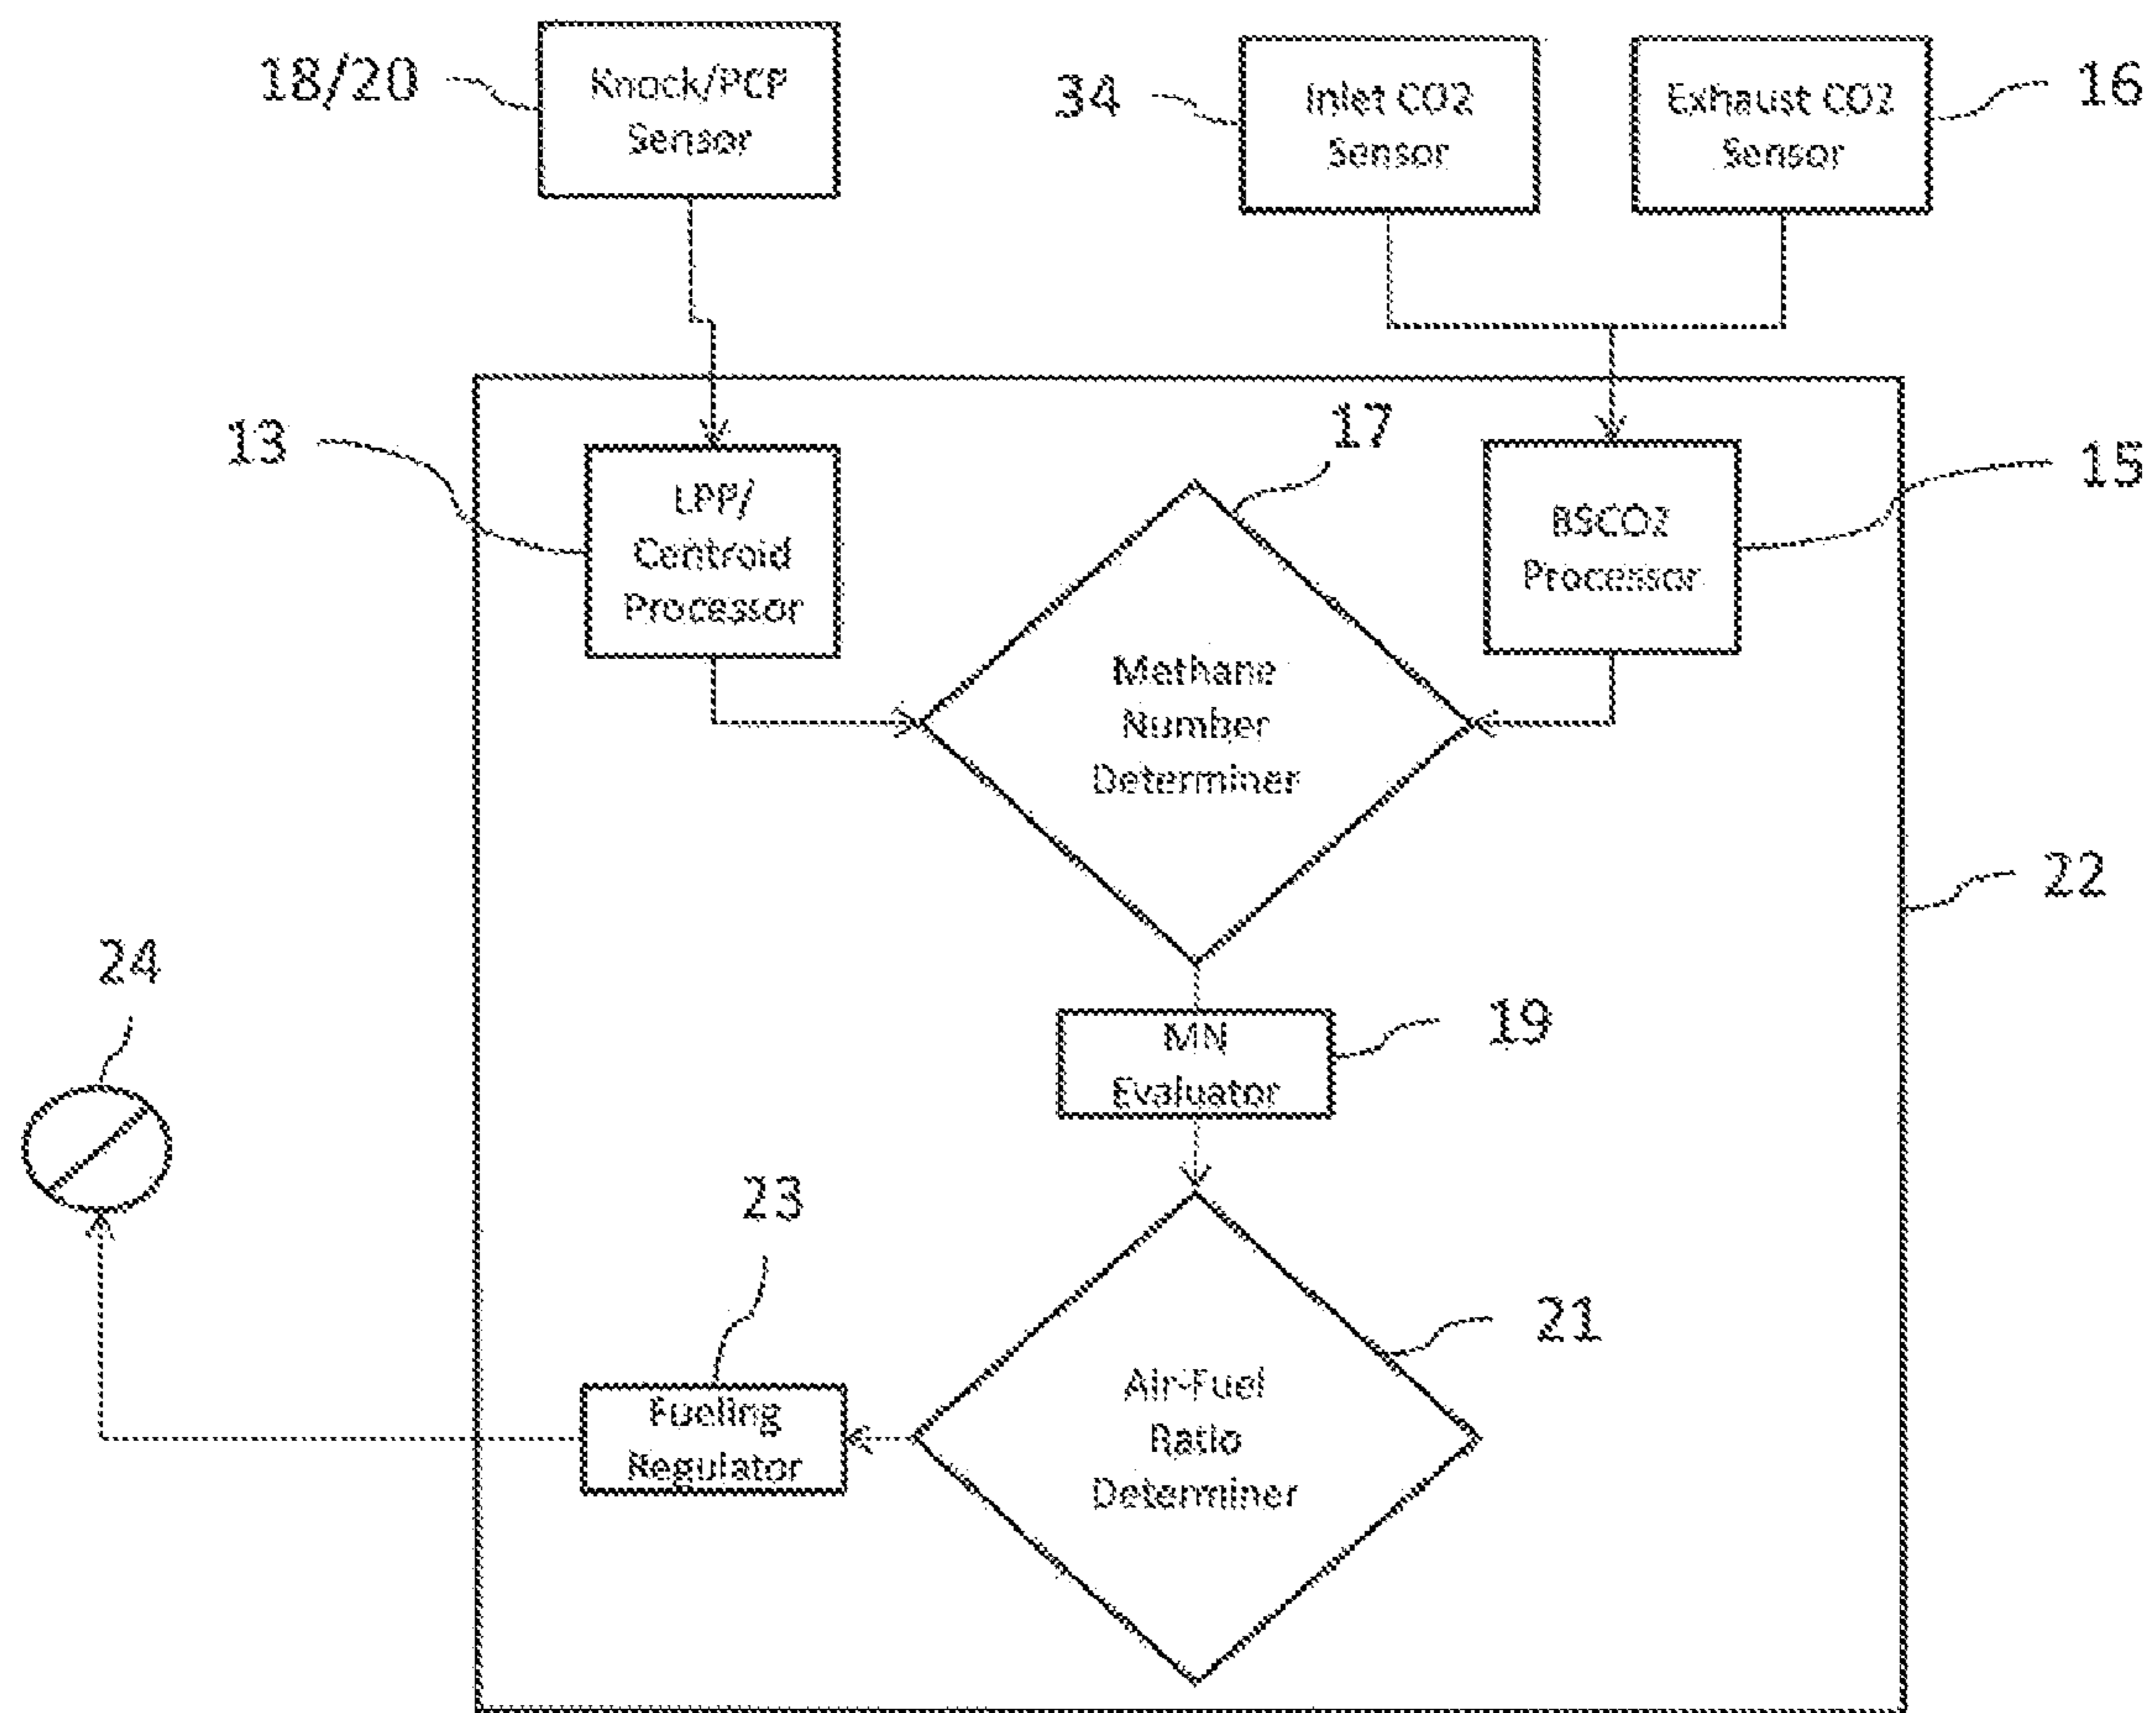 18/20
Knock/PCP
Sensor
34
Inlet CO2
Sensor
Exhaust CO2
Sensor
16
13
LPP/
Centroid
Processor
17
BSCO2
Processor
15
Methane
Number
Determiner
22
MN
Evaluator
19
24
23
Fueling
Regulator
Air-Fuel
Ratio
Determiner
21